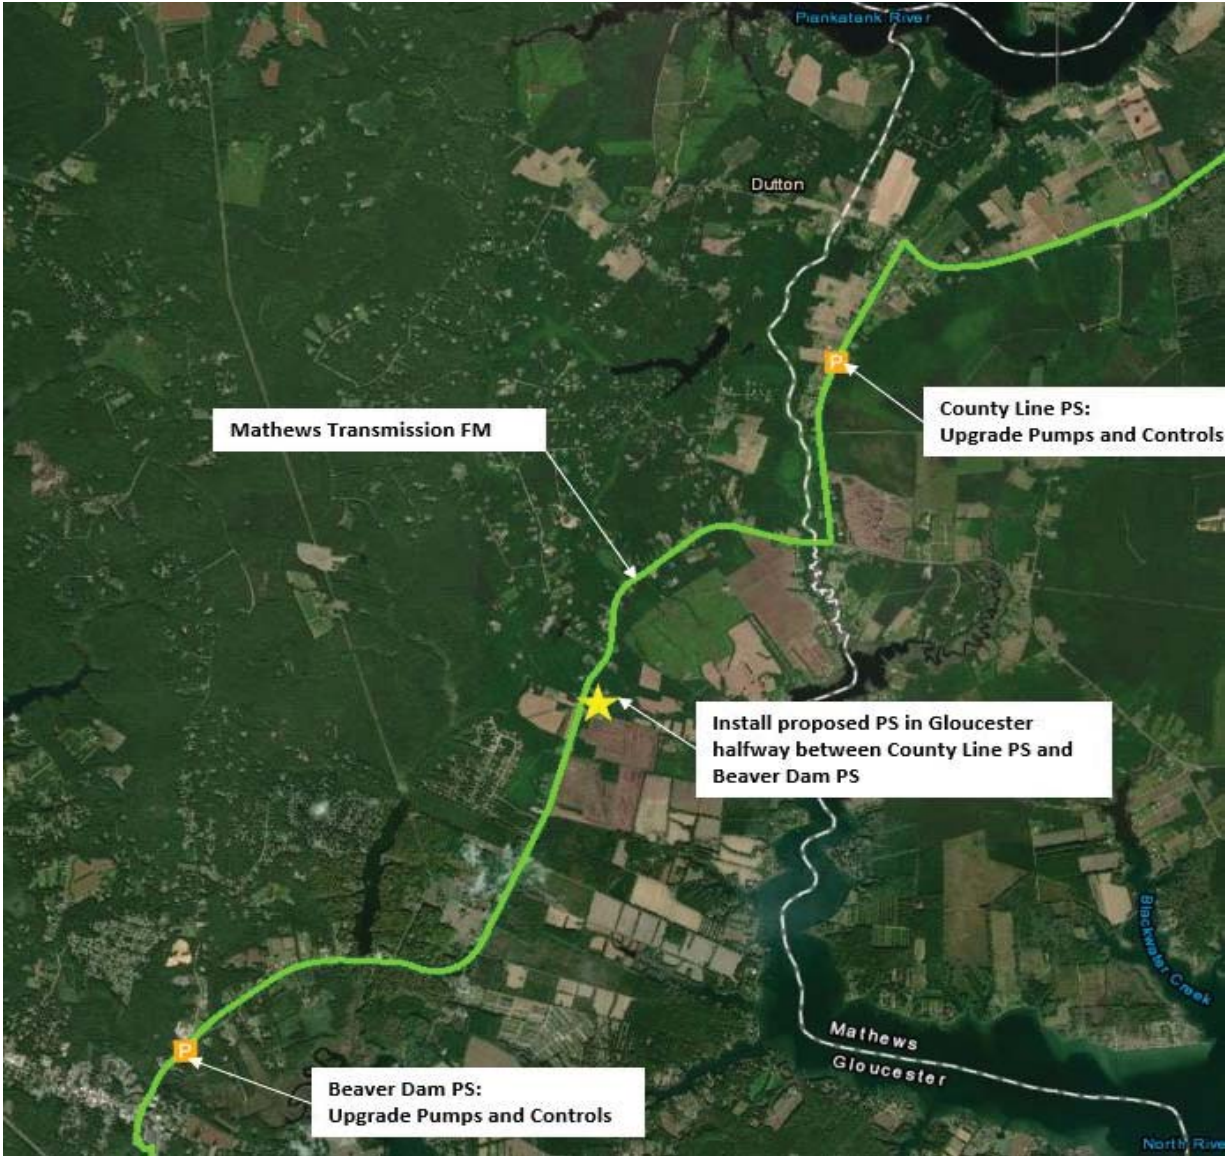 Piankatank River
Dutton
P
County Line PS:
Upgrade Pumps and Controls
Mathews Transmission FM
Install proposed PS in Gloucester
halfway between County Line PS and
Beaver Dam PS
Blackwater Creek
Mathews
Gloucester
P
Beaver Dam PS:
Upgrade Pumps and Controls
North Rive